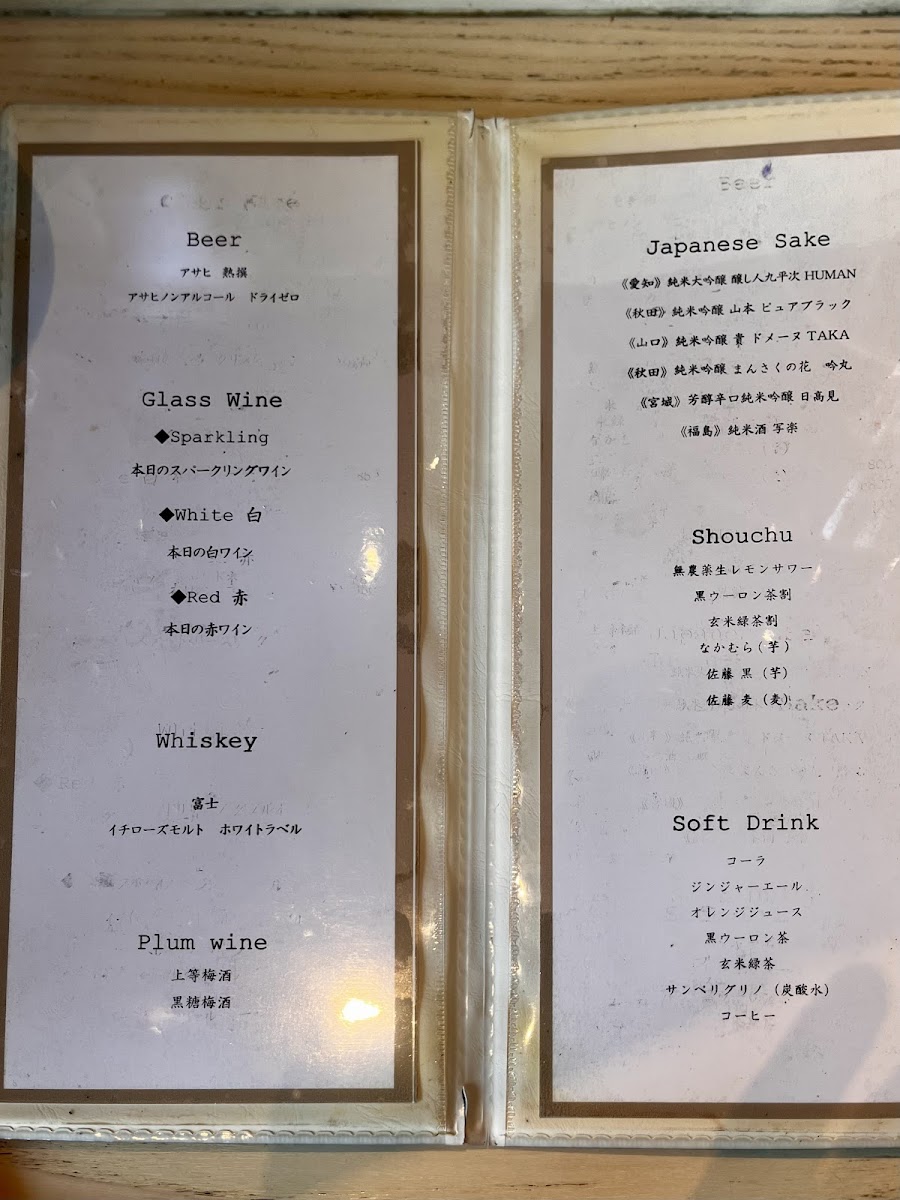 Beer
アサヒ 熟撰
アサヒノンアルコール ドライゼロ
Glass Wine
◆Sparkling
本日のスパークリングワイン
◆White 白
本日の白ワイン
◆Red 赤
本日の赤ワイン
Whiskey
富士
イチローズモルト ホワイトラベル
Plum wine
上等梅酒
黒糖梅酒
Beer
Japanese Sake
《愛知》純米大吟醸 醸し人九平次 HUMAN
《秋田》純米吟醸 山本 ピュアブラック
《山口》純米吟醸 貴 ドメーヌ TAKA
《秋田》純米吟醸 まんさくの花 吟丸
《宮城》芳醇辛口純米吟醸 日高見
《福島》純米酒 写楽
Shouchu
無農薬生レモンサワー
黒ウーロン茶割
玄米緑茶割
なかむら(芋)
佐藤 黒(芋)
佐藤 麦(麦)
Soft Drink
コーラ
ジンジャーエール
オレンジジュース
黒ウーロン茶
玄米緑茶
サンペリグリノ(炭酸水)
コーヒー